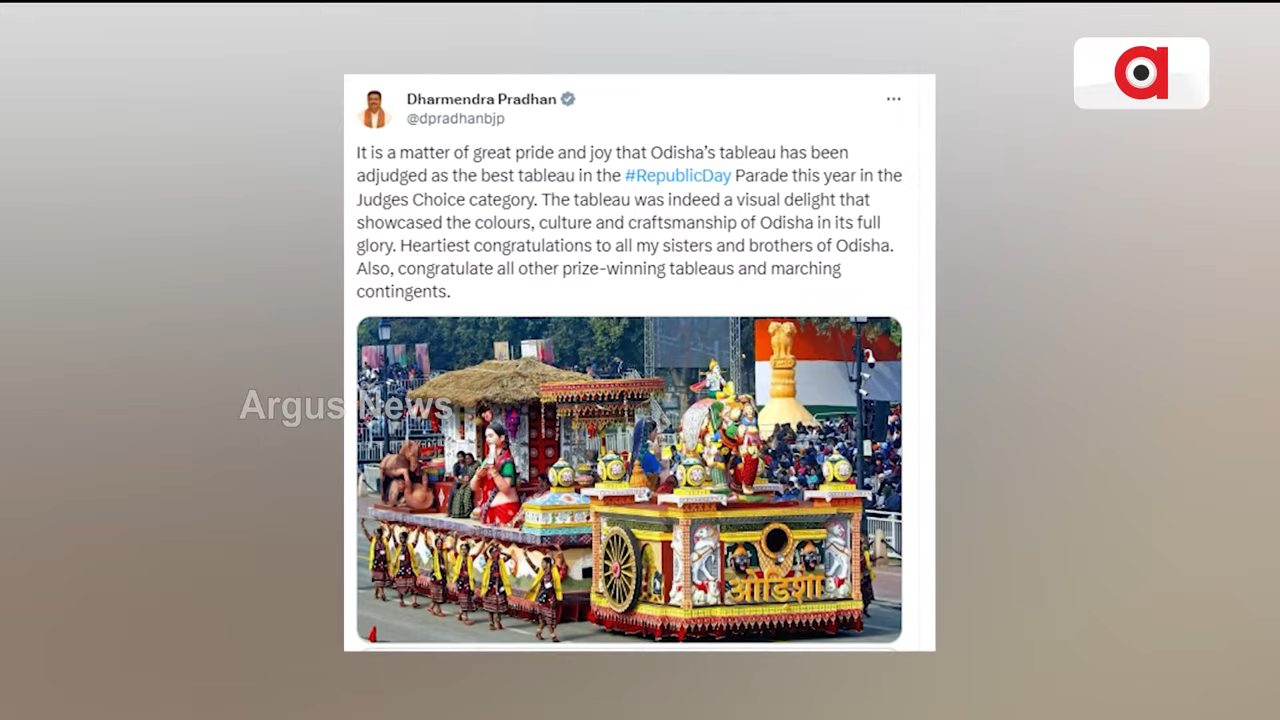 Dharmendra Pradhan
@dpradhanbjp
It is a matter of great pride and joy that Odisha’s tableau has been
adjudged as the best tableau in the #RepublicDay Parade this year in the
Judges Choice category. The tableau was indeed a visual delight that
showcased the colours, culture and craftsmanship of Odisha in its full
glory. Heartiest congratulations to all my sisters and brothers of Odisha.
Also, congratulate all other prize-winning tableaus and marching
contingents.
Argus News
ओडिशा
a